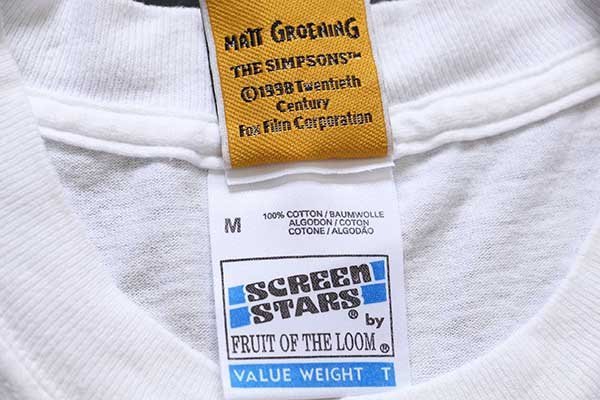 MATT GROENING
THE SIMPSONS™
©1998 Twentieth
Century
Fox Film Corporation
M
100% COTTON / BAUMWOLLE
ALGODON / COTON
COTONE / ALGODÃO
SCREEN
STARS®
by
FRUIT OF THE LOOM®
VALUE WEIGHT T